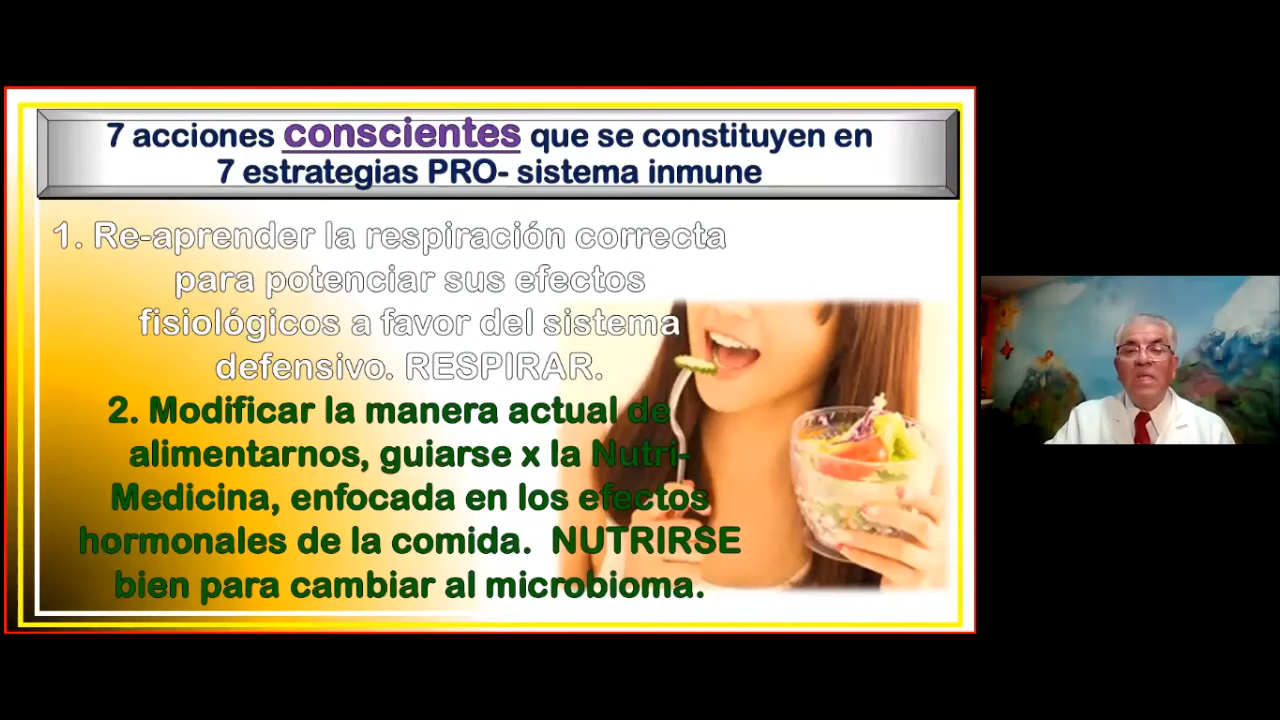 7 acciones conscientes que se constituyen en
7 estrategias PRO- sistema inmune
1. Re-aprender la respiración correcta
para potenciar sus efectos
fisiológicos a favor del sistema
defensivo. RESPIRAR.
2. Modificar la manera actual de
alimentarnos, guiarse x la Nutri-
Medicina, enfocada en los efectos
hormonales de la comida. NUTRIRSE
bien para cambiar al microbioma.